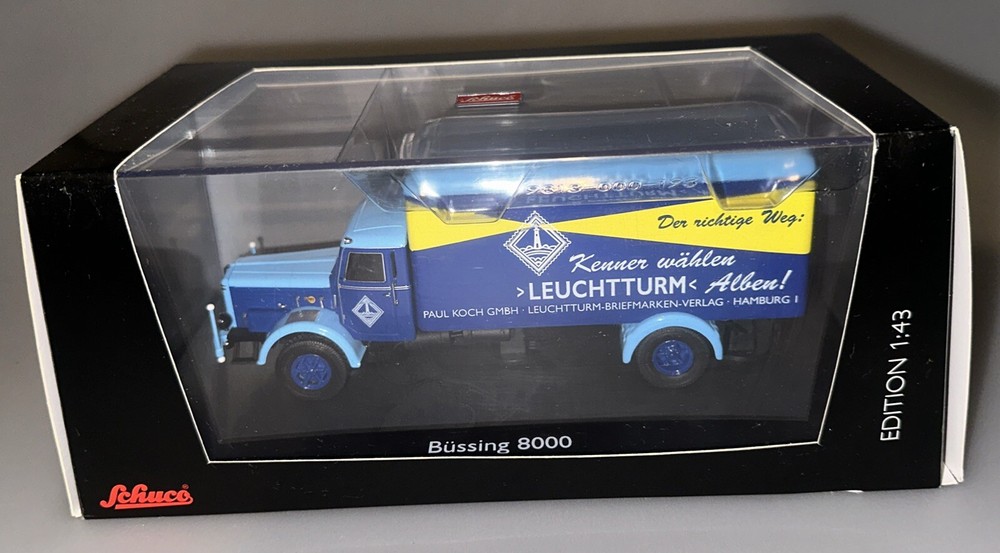 Schuco
Der richtige Weg:
Kenner wählen
>LEUCHTTURM< Alben!
PAUL KOCH GMBH · LEUCHTTURM-BRIEFMARKEN-VERLAG · HAMBURG 1
Büssing 8000
EDITION 1:43
Schuco®